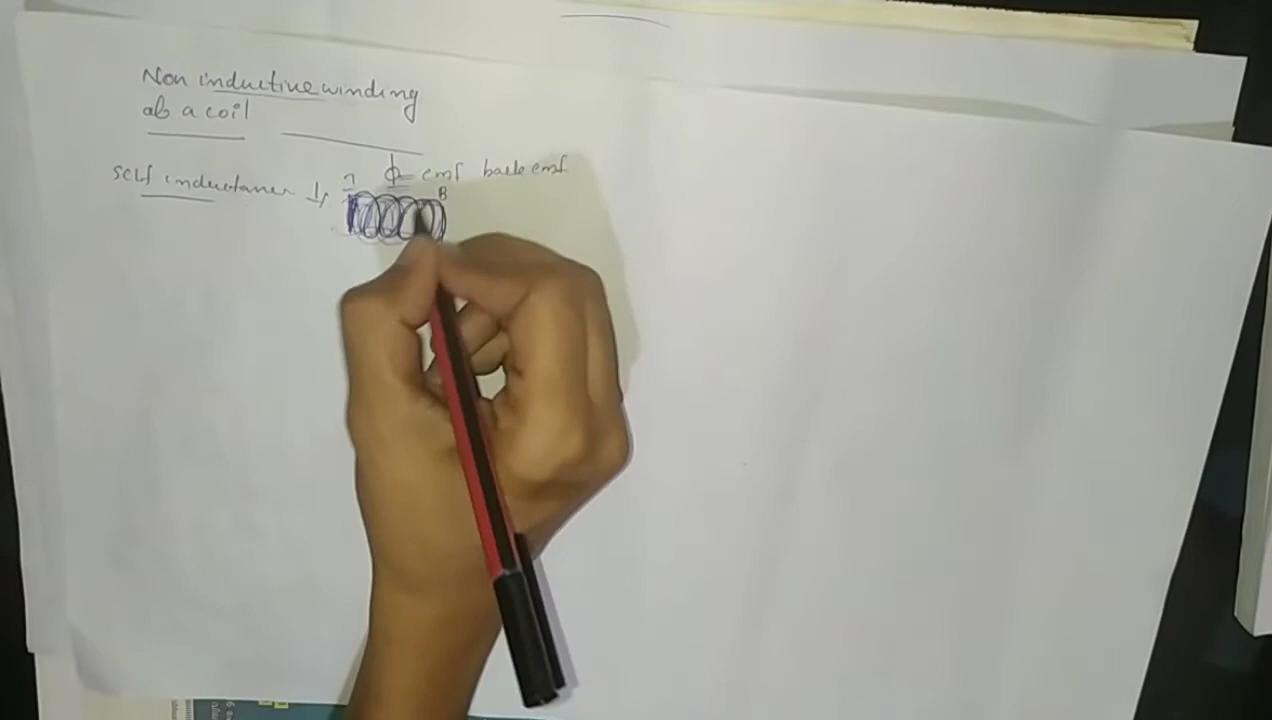 Non inductive winding
of a coil
Self inductance
Φ = emf back emf
B